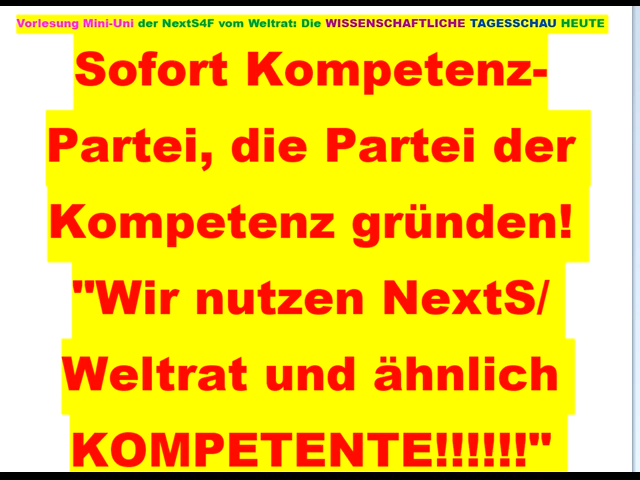 Vorlesung Mini-Uni der NextS4F vom Weltrat: Die WISSENSCHAFTLICHE TAGESSCHAU HEUTE
Sofort Kompetenz-
Partei, die Partei der
Kompetenz gründen!
"Wir nutzen NextS/
Weltrat und ähnlich
KOMPETENTE!!!!!!"